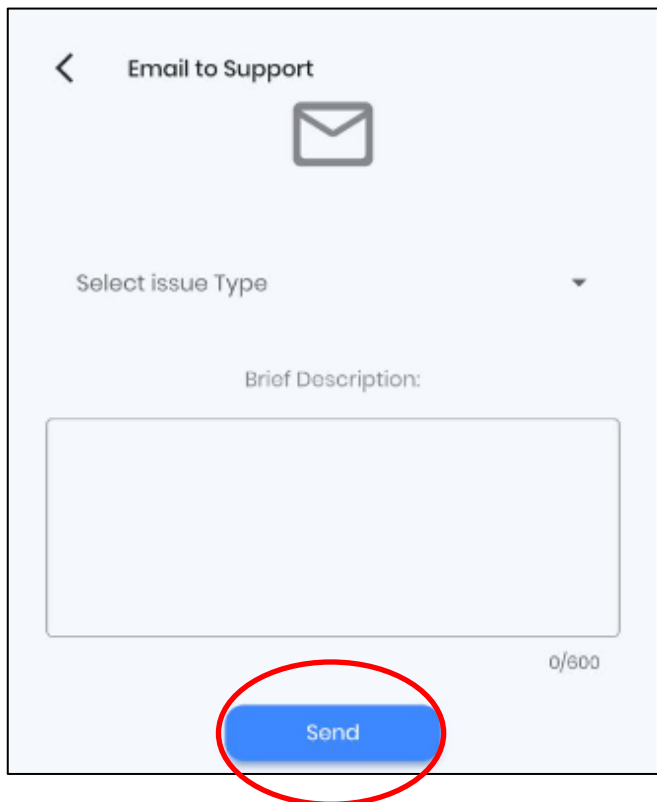 Email to Support
Select issue Type
Brief Description:
0/600
Send